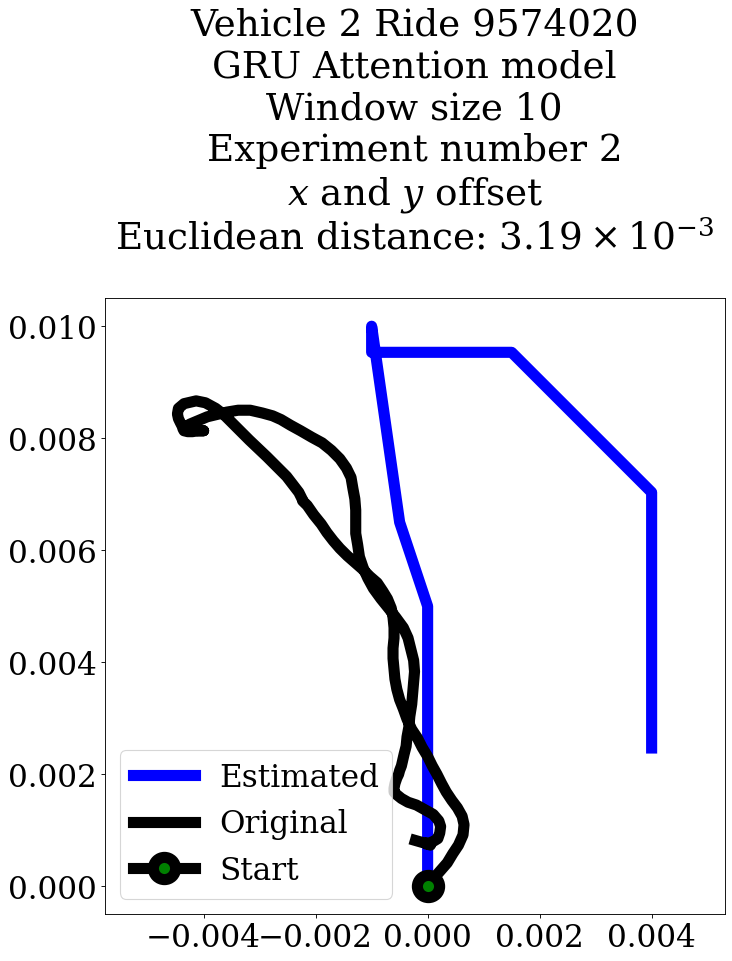 Vehicle 2 Ride 9574020
GRU Attention model
Window size 10
Experiment number 2
x and y offset
Euclidean distance: 3.19 × 10⁻³
0.010
0.008
0.006
0.004
0.002
0.000
Estimated
Original
Start
−0.004 −0.002 0.000 0.002 0.004